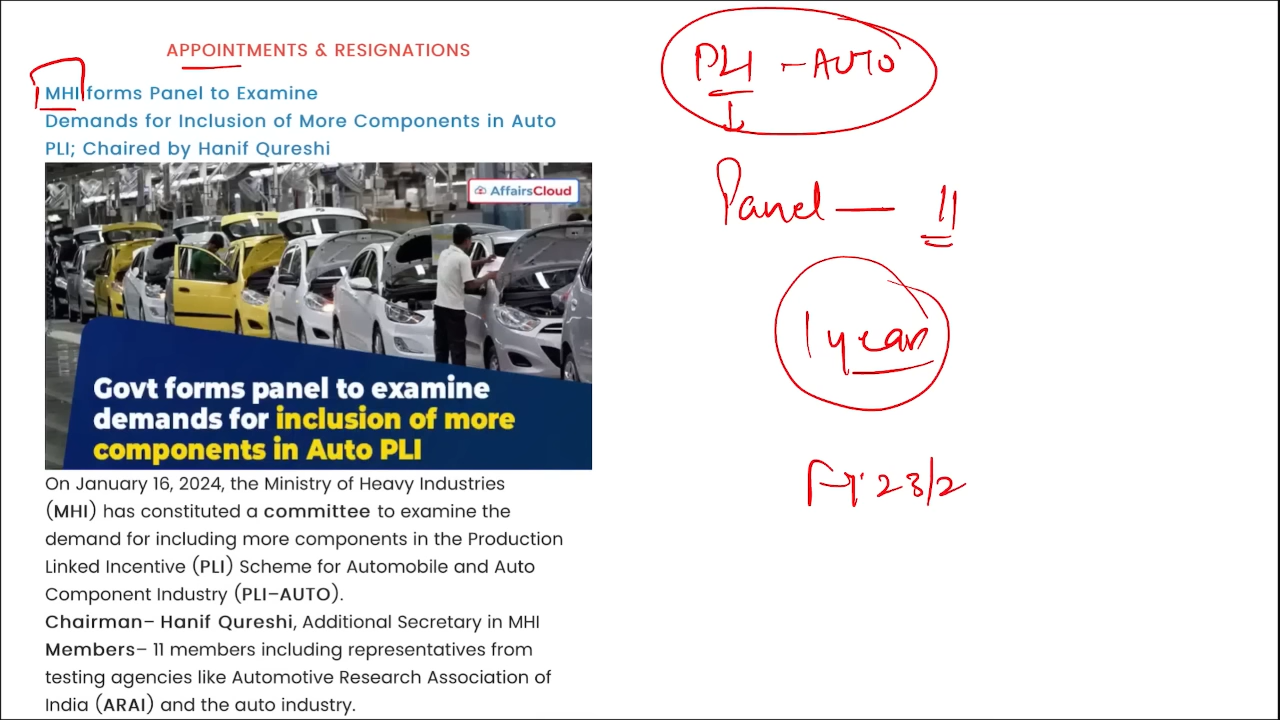 APPOINTMENTS & RESIGNATIONS
MHI forms Panel to Examine
Demands for Inclusion of More Components in Auto
PLI; Chaired by Hanif Qureshi
AffairsCloud
Govt forms panel to examine
demands for inclusion of more
components in Auto PLI
On January 16, 2024, the Ministry of Heavy Industries
(MHI) has constituted a committee to examine the
demand for including more components in the Production
Linked Incentive (PLI) Scheme for Automobile and Auto
Component Industry (PLI-AUTO).
Chairman- Hanif Qureshi, Additional Secretary in MHI
Members- 11 members including representatives from
testing agencies like Automotive Research Association of
India (ARAI) and the auto industry.
PLI - AUTO
Panel - 11
1 year
FY 23/2